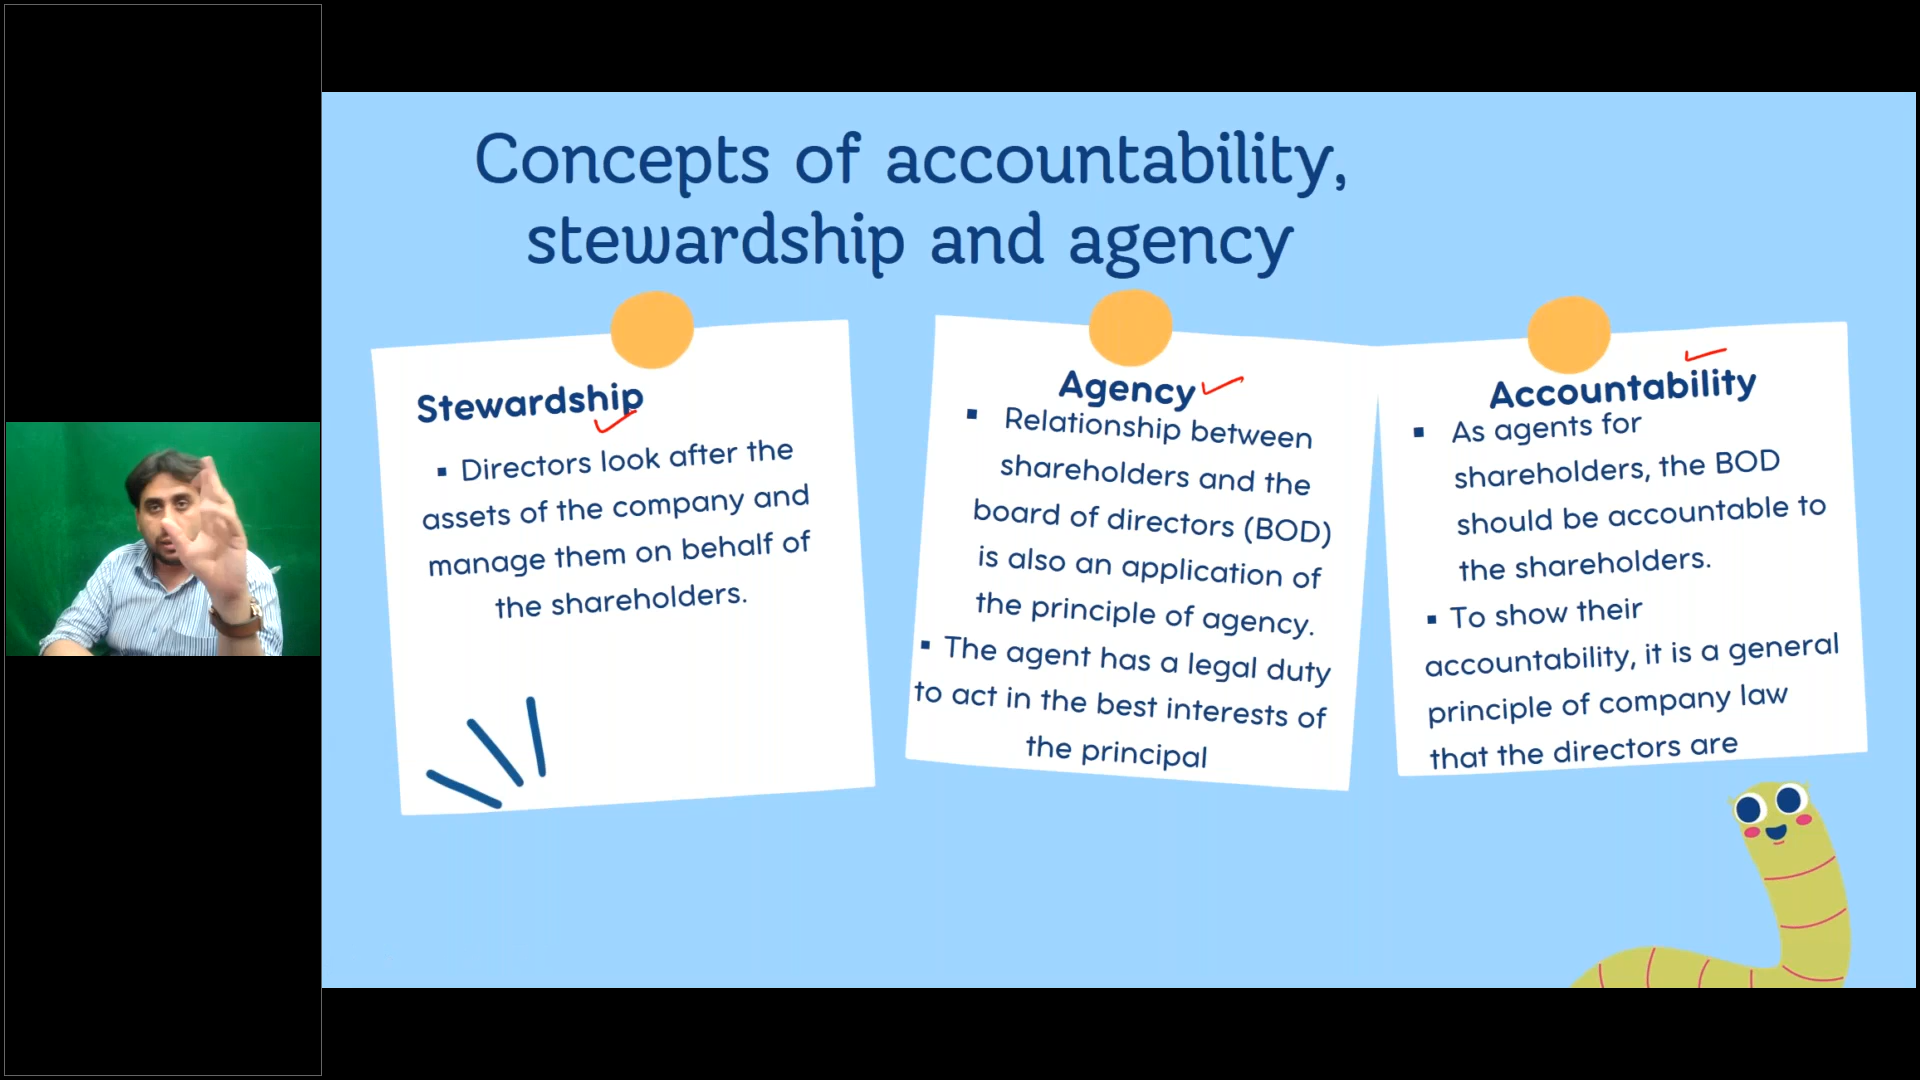 Concepts of accountability,
stewardship and agency
Stewardship
▪ Directors look after the
assets of the company and
manage them on behalf of
the shareholders.
Agency
▪ Relationship between
shareholders and the
board of directors (BOD)
is also an application of
the principle of agency.
▪ The agent has a legal duty
to act in the best interests of
the principal
Accountability
▪ As agents for
shareholders, the BOD
should be accountable to
the shareholders.
▪ To show their
accountability, it is a general
principle of company law
that the directors are